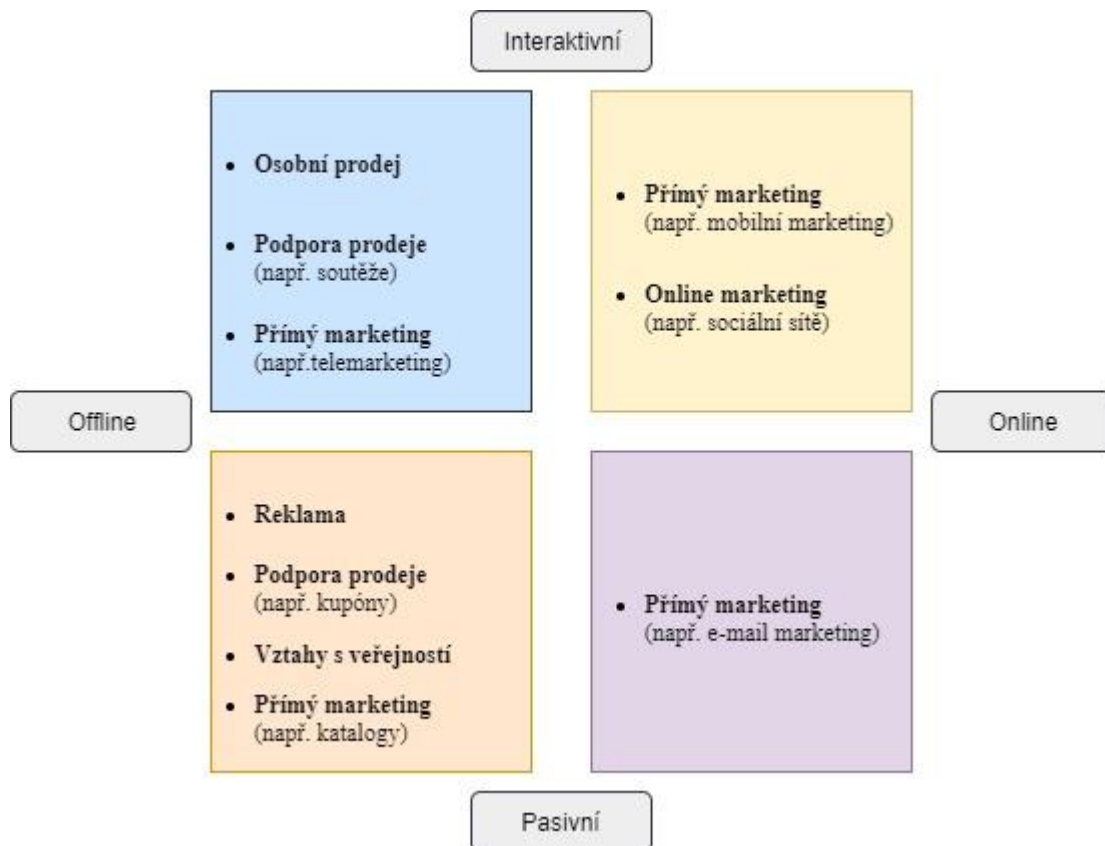 Interaktivní
• Osobní prodej
• Podpora prodeje
(např. soutěže)
• Přímý marketing
(např.telemarketing)
• Přímý marketing
(např. mobilní marketing)
• Online marketing
(např. sociální sítě)
Offline
Online
• Reklama
• Podpora prodeje
(např. kupóny)
• Vztahy s veřejností
• Přímý marketing
(např. katalogy)
• Přímý marketing
(např. e-mail marketing)
Pasivní